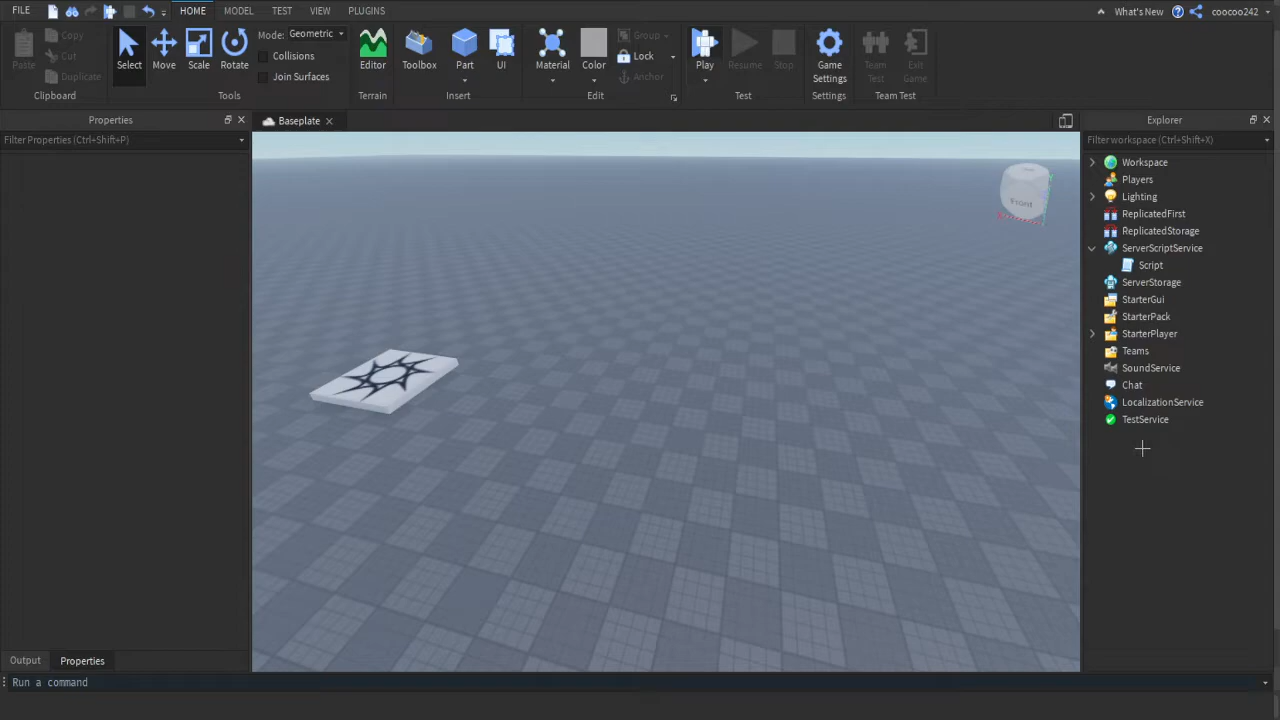 FILE
HOME
MODEL
TEST
VIEW
PLUGINS
What's New
coocoo242
Paste
Copy
Cut
Duplicate
Clipboard
Select
Move
Scale
Rotate
Mode: Geometric
Collisions
Join Surfaces
Tools
Editor
Terrain
Toolbox
Part
UI
Insert
Material
Color
Group
Lock
Anchor
Edit
Play
Resume
Stop
Test
Game
Settings
Settings
Team
Test
Exit
Game
Team Test
Properties
Filter Properties (Ctrl+Shift+P)
Baseplate
Front
Explorer
Filter workspace (Ctrl+Shift+X)
Workspace
Players
Lighting
ReplicatedFirst
ReplicatedStorage
ServerScriptService
Script
ServerStorage
StarterGui
StarterPack
StarterPlayer
Teams
SoundService
Chat
LocalizationService
TestService
Output
Properties
Run a command